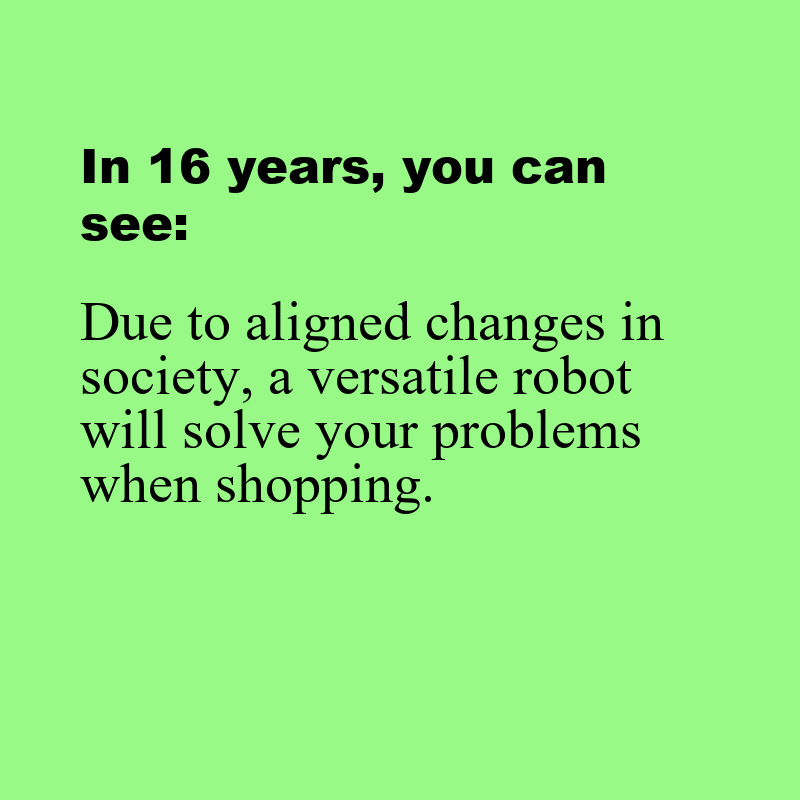 In 16 years, you can
see:
Due to aligned changes in
society, a versatile robot
will solve your problems
when shopping.